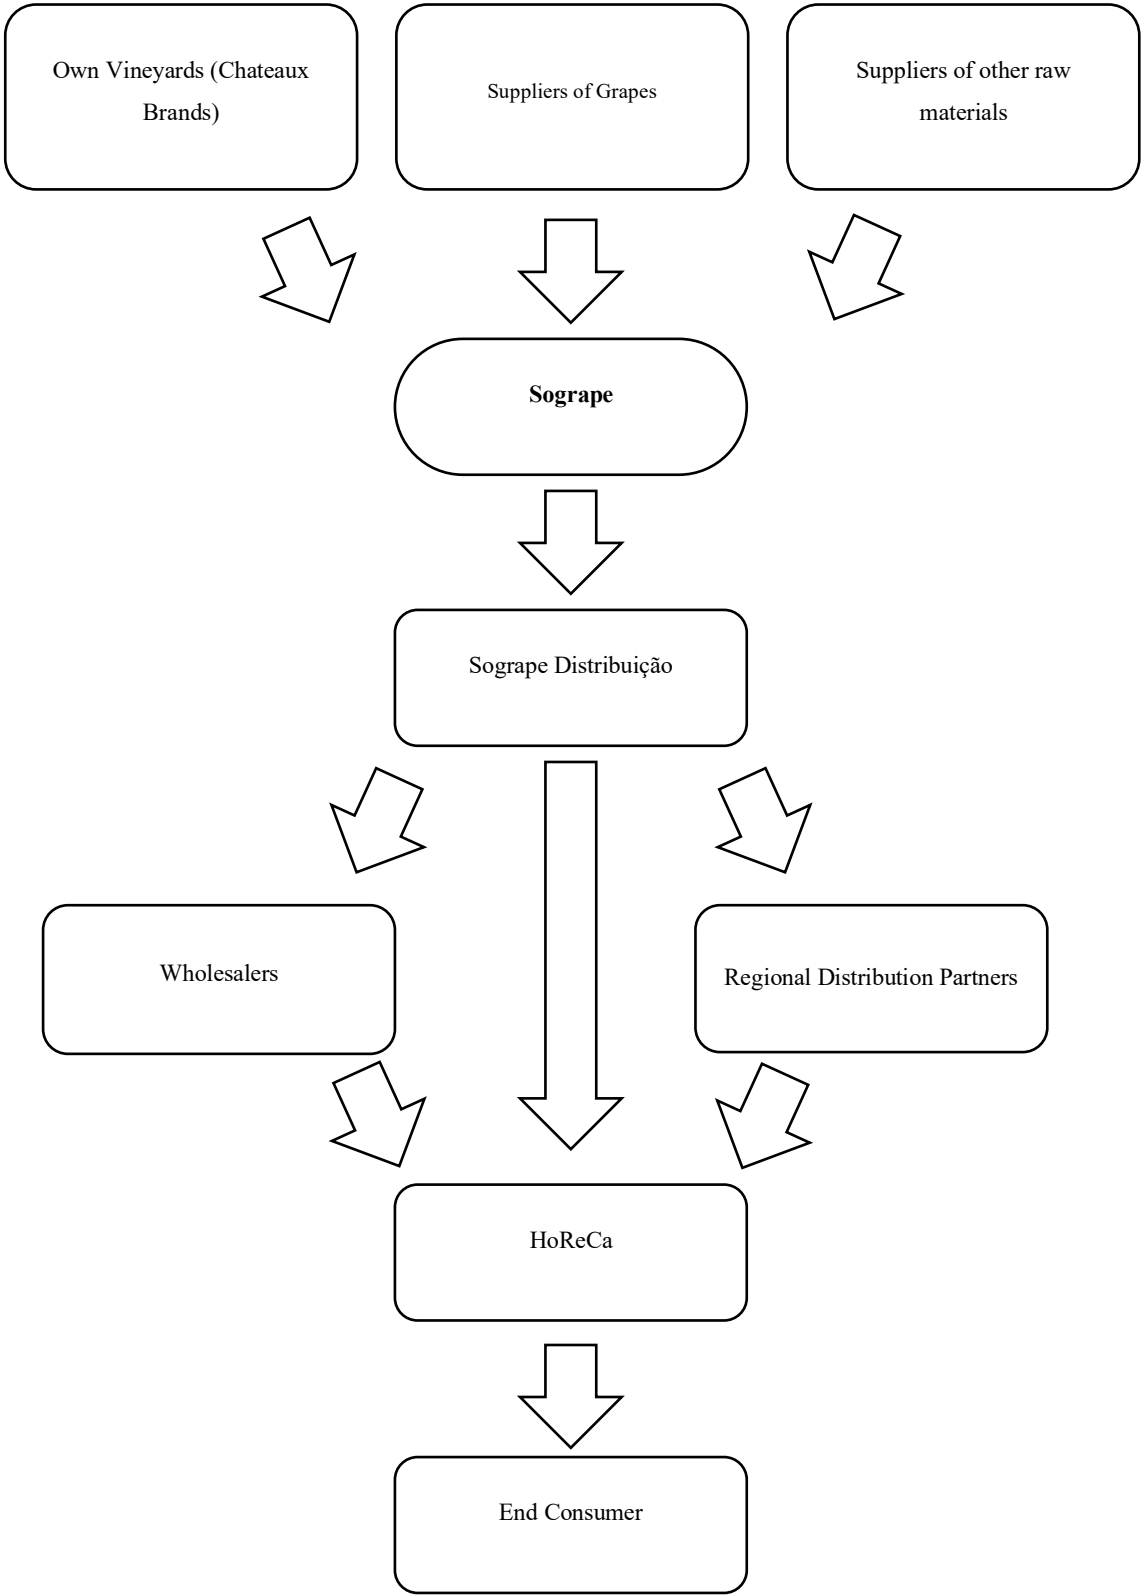 Own Vineyards (Chateaux
Brands)
Suppliers of Grapes
Suppliers of other raw
materials
Sogrape
Sogrape Distribuição
Wholesalers
Regional Distribution Partners
HoReCa
End Consumer